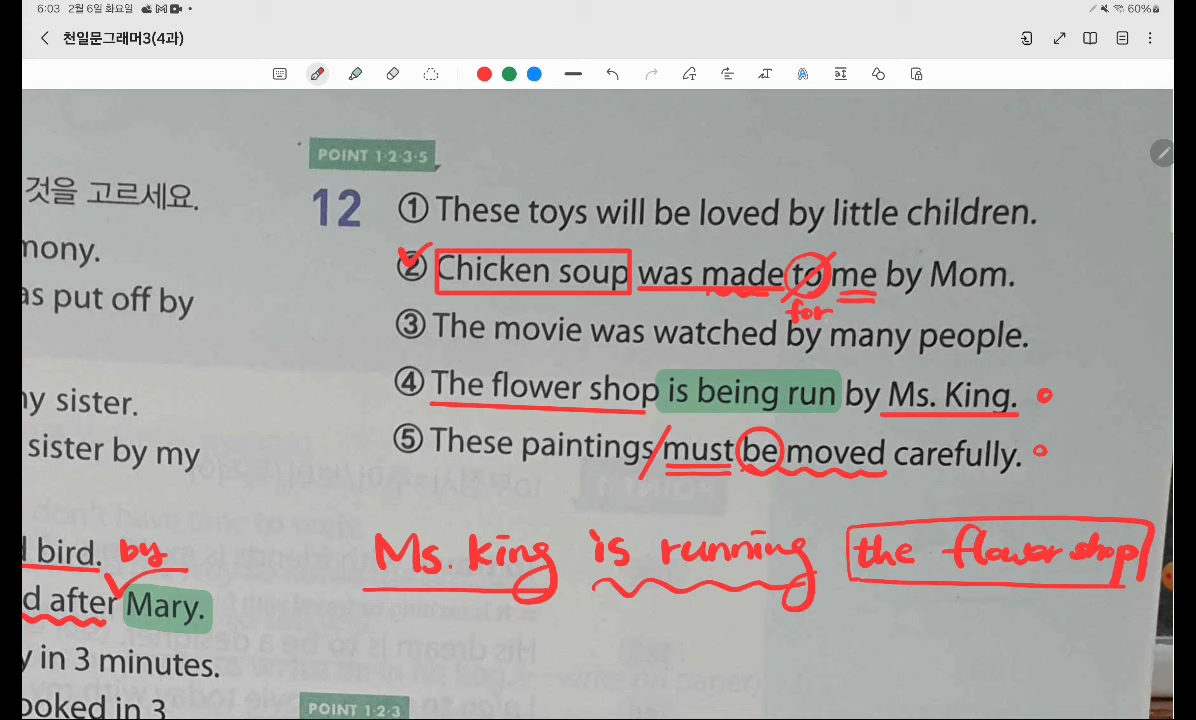 6:03 2월 6일 화요일
60%
천일문그래머3(4과)
POINT 1·2·3·5
것을 고르세요.
mony.
as put off by
ny sister.
sister by my
d bird. by
d after Mary.
y in 3 minutes.
ooked in 3
12 ① These toys will be loved by little children.
② Chicken soup was made to me by Mom.
for
③ The movie was watched by many people.
④ The flower shop is being run by Ms. King.
⑤ These paintings must be moved carefully.
Ms. King is running the flower shop
POINT 1·2·3